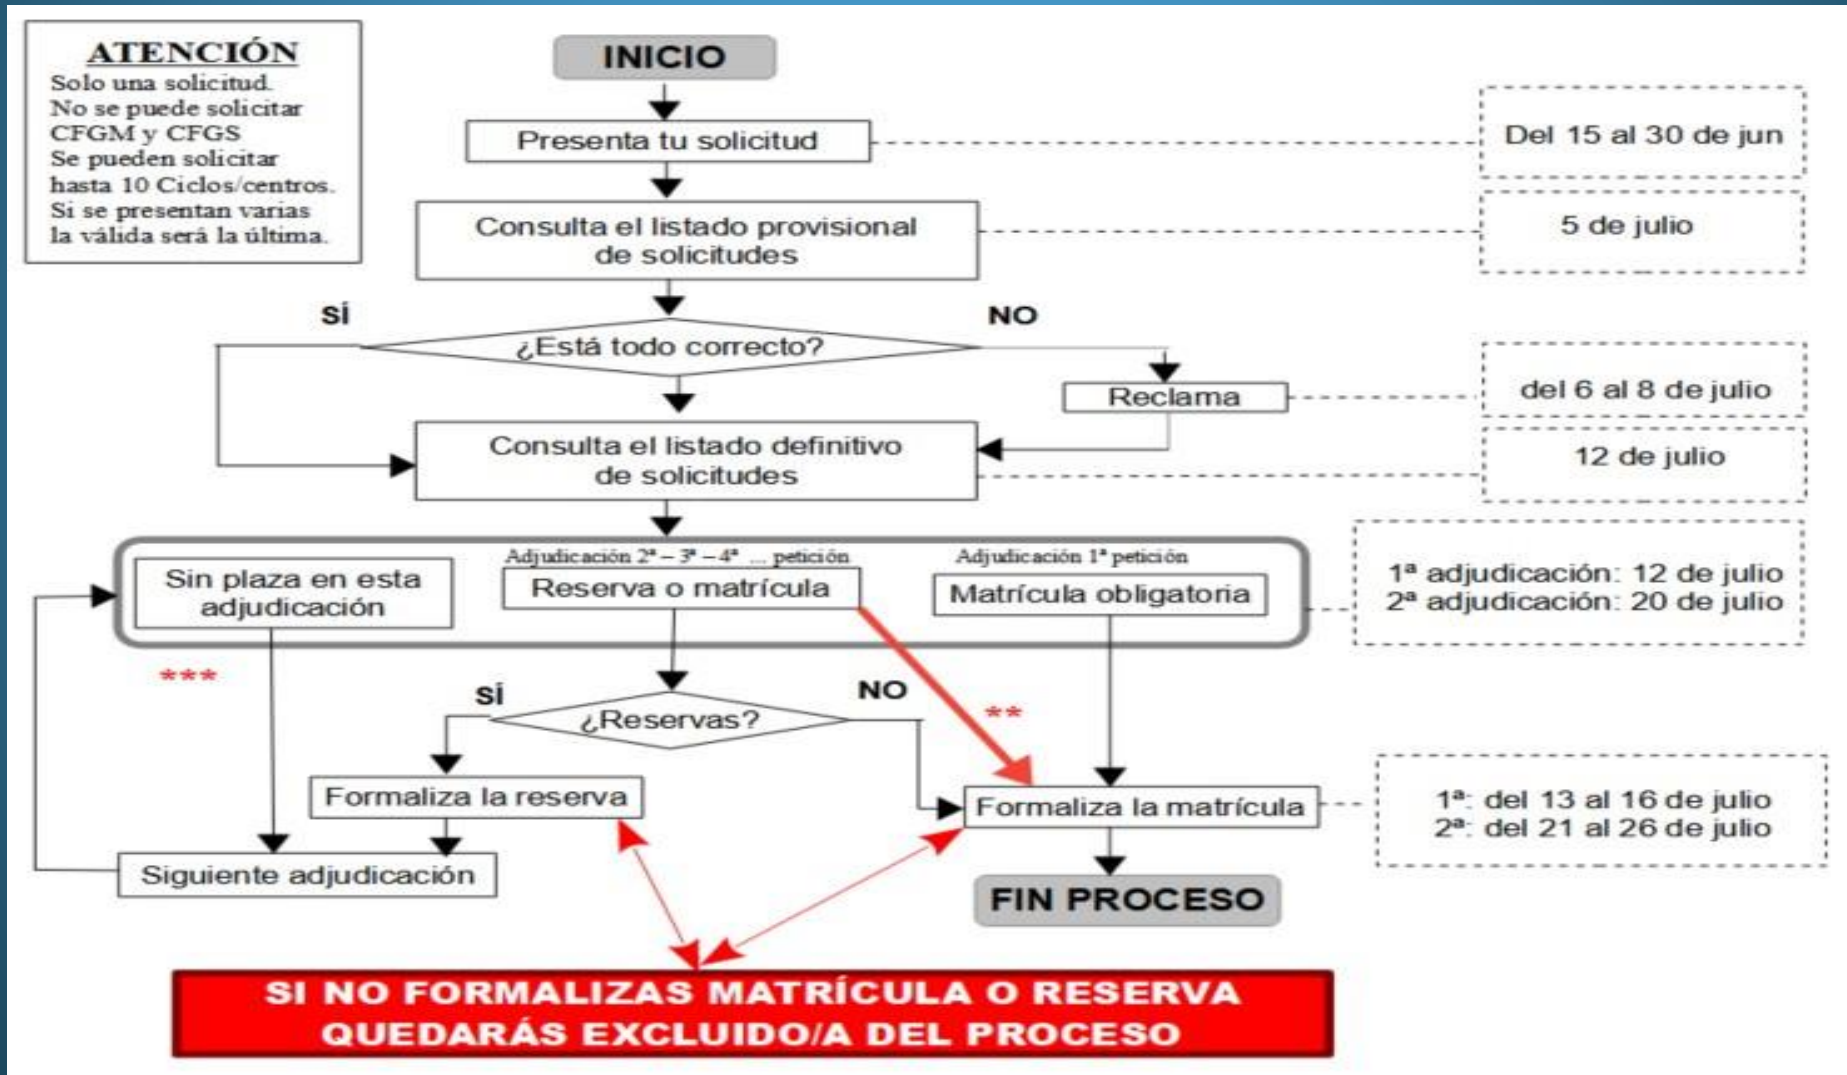 ATENCIÓN
Solo una solicitud.
No se puede solicitar
CFGM y CFGS
Se pueden solicitar
hasta 10 Ciclos/centros.
Si se presentan varias
la válida será la última.
INICIO
Presenta tu solicitud
Del 15 al 30 de jun
Consulta el listado provisional
de solicitudes
5 de julio
SÍ
NO
¿Está todo correcto?
Reclama
del 6 al 8 de julio
Consulta el listado definitivo
de solicitudes
12 de julio
Sin plaza en esta
adjudicación
Adjudicación 2ª – 3ª – 4ª ... petición
Reserva o matrícula
Adjudicación 1ª petición
Matrícula obligatoria
1ª adjudicación: 12 de julio
2ª adjudicación: 20 de julio
***
SÍ
NO
**
¿Reservas?
Formaliza la reserva
Formaliza la matrícula
1ª: del 13 al 16 de julio
2ª: del 21 al 26 de julio
Siguiente adjudicación
FIN PROCESO
SI NO FORMALIZAS MATRÍCULA O RESERVA
QUEDARÁS EXCLUIDO/A DEL PROCESO